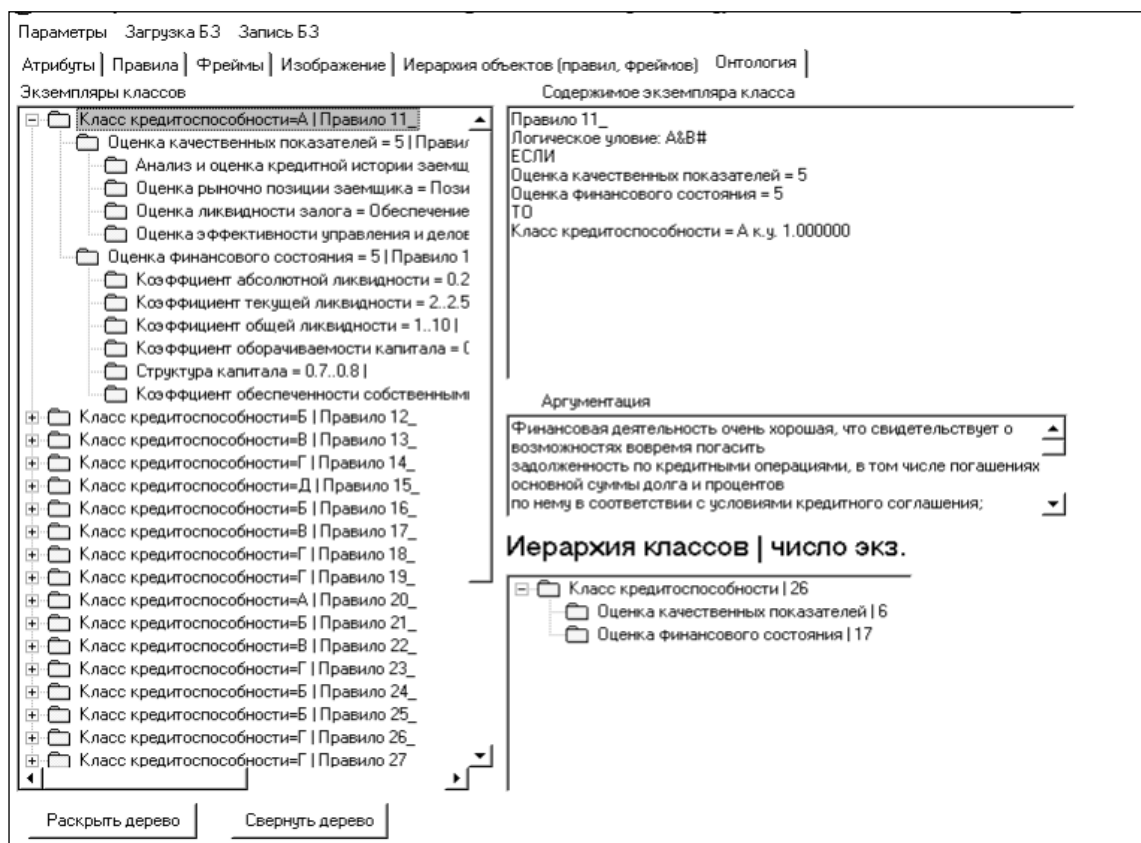 Параметры Загрузка БЗ Запись БЗ
Атрибуты Правила Фреймы Изображение Иерархия объектов (правил, фреймов) Онтология
Экземпляры классов
Класс кредитоспособности=А | Правило 11_
Оценка качественных показателей = 5 | Правил
Анализ и оценка кредитной истории заемщ
Оценка рыночно позиции заемщика = Пози
Оценка ликвидности залога = Обеспечение
Оценка эффективности управления и делов
Оценка финансового состояния = 5 | Правило 1
Коэффициент абсолютной ликвидности = 0.2
Коэффициент текущей ликвидности = 2..2.5
Коэффициент общей ликвидности = 1..10 |
Коэффициент оборачиваемости капитала = 0
Структура капитала = 0.7..0.8 |
Коэффициент обеспеченности собственными
Класс кредитоспособности=Б | Правило 12_
Класс кредитоспособности=В | Правило 13_
Класс кредитоспособности=Г | Правило 14_
Класс кредитоспособности=Д | Правило 15_
Класс кредитоспособности=Б | Правило 16_
Класс кредитоспособности=В | Правило 17_
Класс кредитоспособности=Г | Правило 18_
Класс кредитоспособности=Г | Правило 19_
Класс кредитоспособности=А | Правило 20_
Класс кредитоспособности=Б | Правило 21_
Класс кредитоспособности=В | Правило 22_
Класс кредитоспособности=Г | Правило 23_
Класс кредитоспособности=Б | Правило 24_
Класс кредитоспособности=Б | Правило 25_
Класс кредитоспособности=Г | Правило 26_
Класс кредитоспособности=Г | Правило 27
Раскрыть дерево Свернуть дерево
Содержимое экземпляра класса
Правило 11_
Логическое уловие: A&B#
ЕСЛИ
Оценка качественных показателей = 5
Оценка финансового состояния = 5
ТО
Класс кредитоспособности = А к.у. 1.000000
Аргументация
Финансовая деятельность очень хорошая, что свидетельствует о
возможностях вовремя погасить
задолженность по кредитными операциями, в том числе погашениях
основной суммы долга и процентов
по нему в соответствии с условиями кредитного соглашения;
Иерархия классов | число экз.
Класс кредитоспособности | 26
Оценка качественных показателей | 6
Оценка финансового состояния | 17